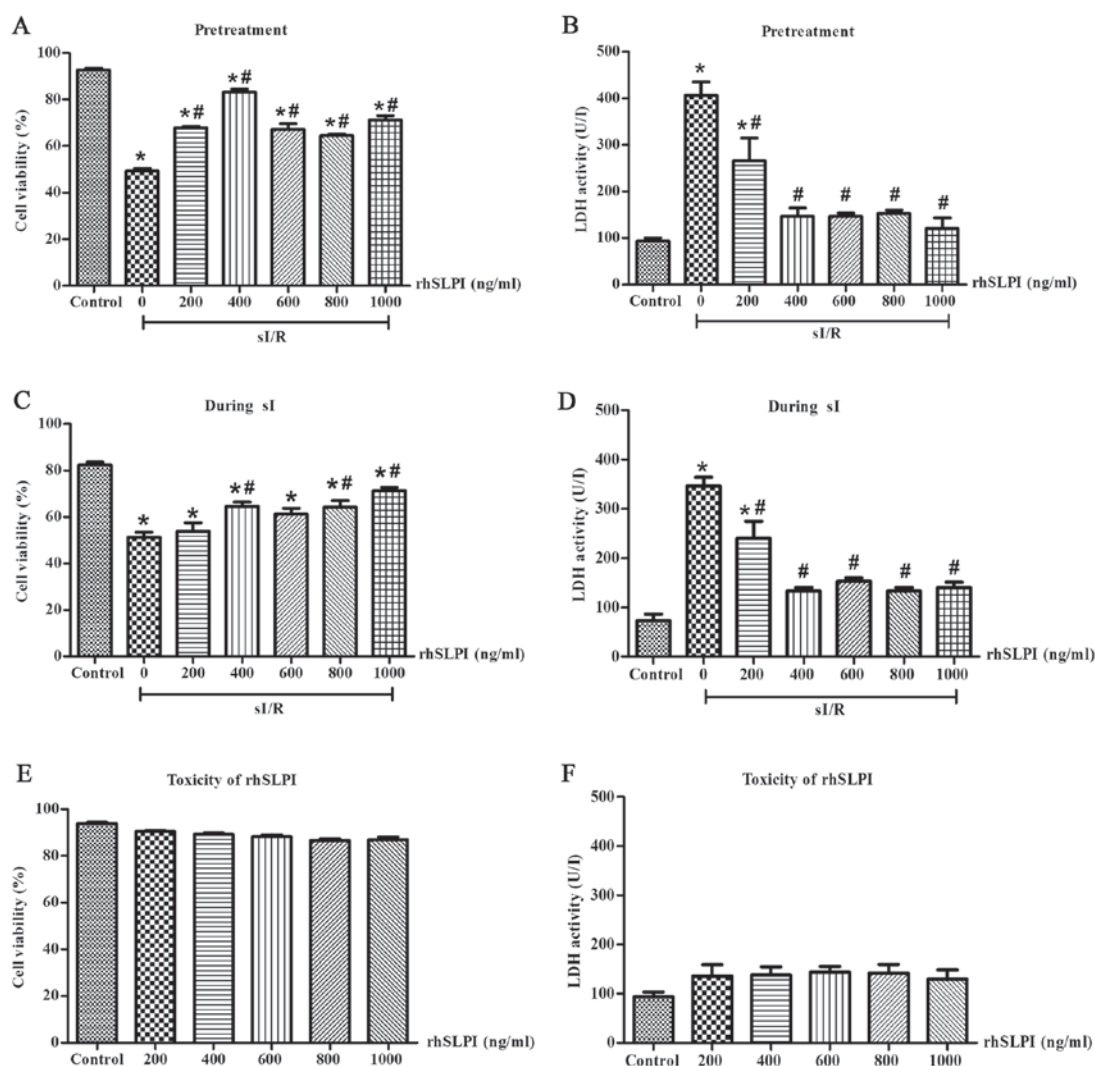 A
Pretreatment
Cell viability (%)
100
80
60
40
20
0
*
*#
*#
*#
*#
*#
Control 0 200 400 600 800 1000 rhSLPI (ng/ml)
sI/R
B
Pretreatment
LDH activity (U/I)
500
400
300
200
100
0
*
*#
#
#
#
#
Control 0 200 400 600 800 1000 rhSLPI (ng/ml)
sI/R
C
During sI
Cell viability (%)
100
80
60
40
20
0
*
*
*#
*
*#
*#
Control 0 200 400 600 800 1000 rhSLPI (ng/ml)
sI/R
D
During sI
LDH activity (U/I)
500
400
300
200
100
0
*
*#
#
#
#
#
Control 0 200 400 600 800 1000 rhSLPI (ng/ml)
sI/R
E
Toxicity of rhSLPI
Cell viability (%)
100
80
60
40
20
0
Control 200 400 600 800 1000 rhSLPI (ng/ml)
F
Toxicity of rhSLPI
LDH activity (U/I)
500
400
300
200
100
0
Control 200 400 600 800 1000 rhSLPI (ng/ml)